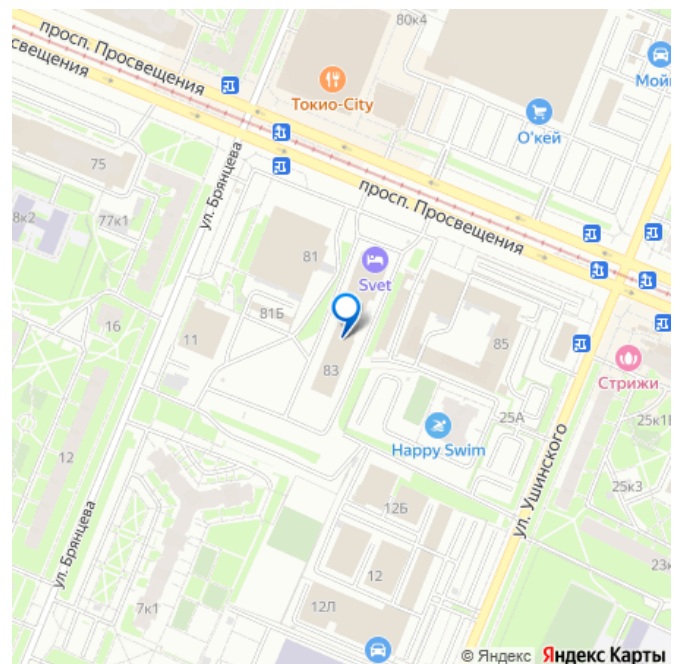 80к4
просп. Просвещения
свещения
Токио-City
Мой
О'кей
75
ул. Брянцева
просп. Просвещения
8к2
77к1
81
Svet
81Б
16
11
85
83
Стрижи
25А
25к1
Happy Swim
12
ул. Ушинского
25к3
12Б
ул. Брянцева
12
23к
7к1
12Л
© Яндекс Яндекс Карты